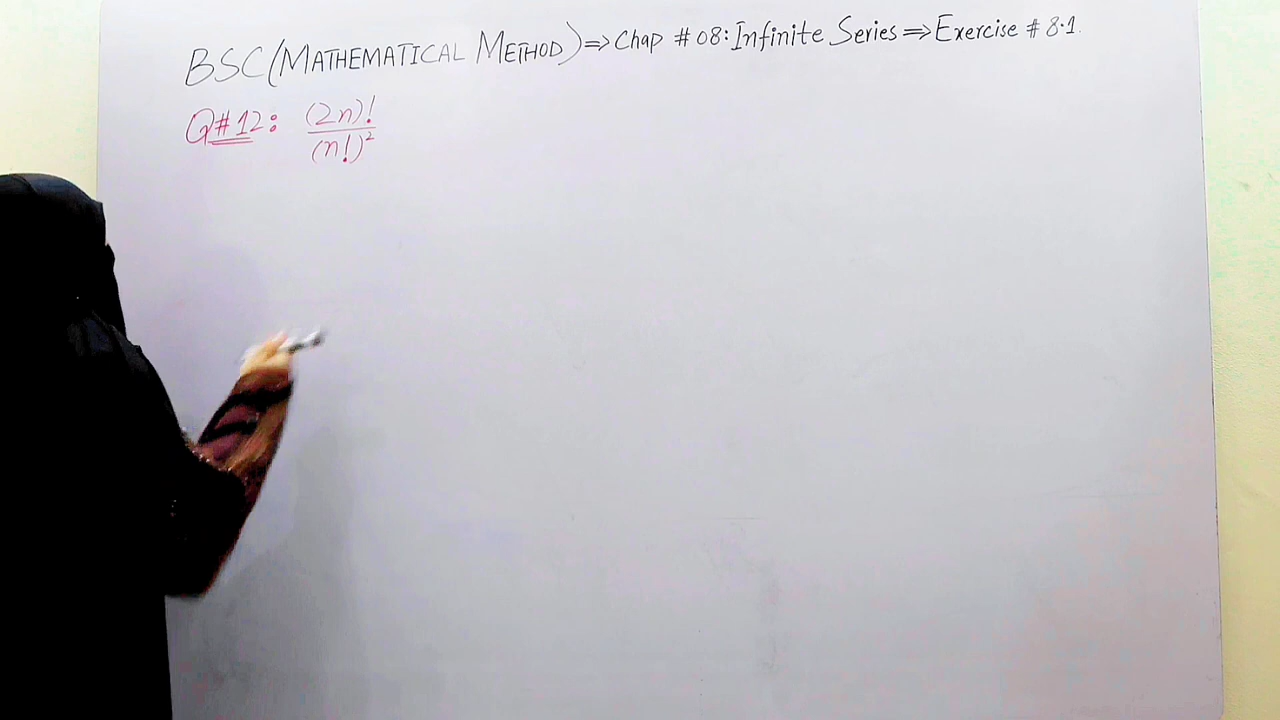 BSC(MATHEMATICAL METHOD)⇒Chap # 08: Infinite Series⇒Exercise # 8.1.
Q#12: (2n)!/(n!)²